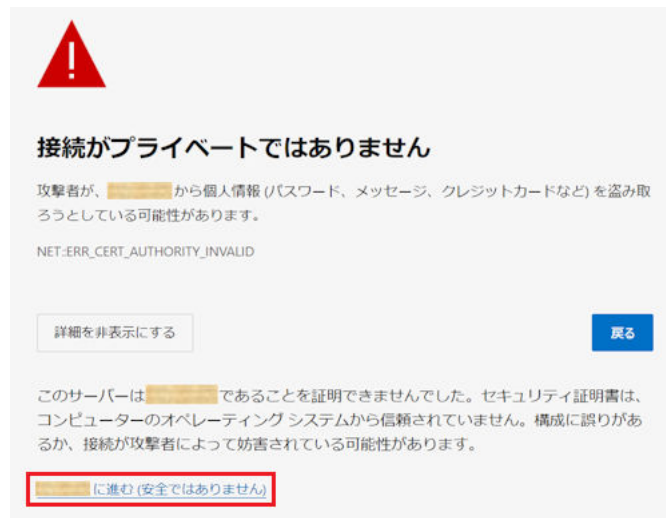 接続がプライベートではありません
攻撃者が、 から個人情報 (パスワード、メッセージ、クレジットカードなど) を盗み取
ろうとしている可能性があります。
NET::ERR_CERT_AUTHORITY_INVALID
詳細を非表示にする
戻る
このサーバーは であることを証明できませんでした。セキュリティ証明書は、
コンピューターのオペレーティング システムから信頼されていません。構成に誤りがあ
るか、接続が攻撃者によって妨害されている可能性があります。
に進む (安全ではありません)